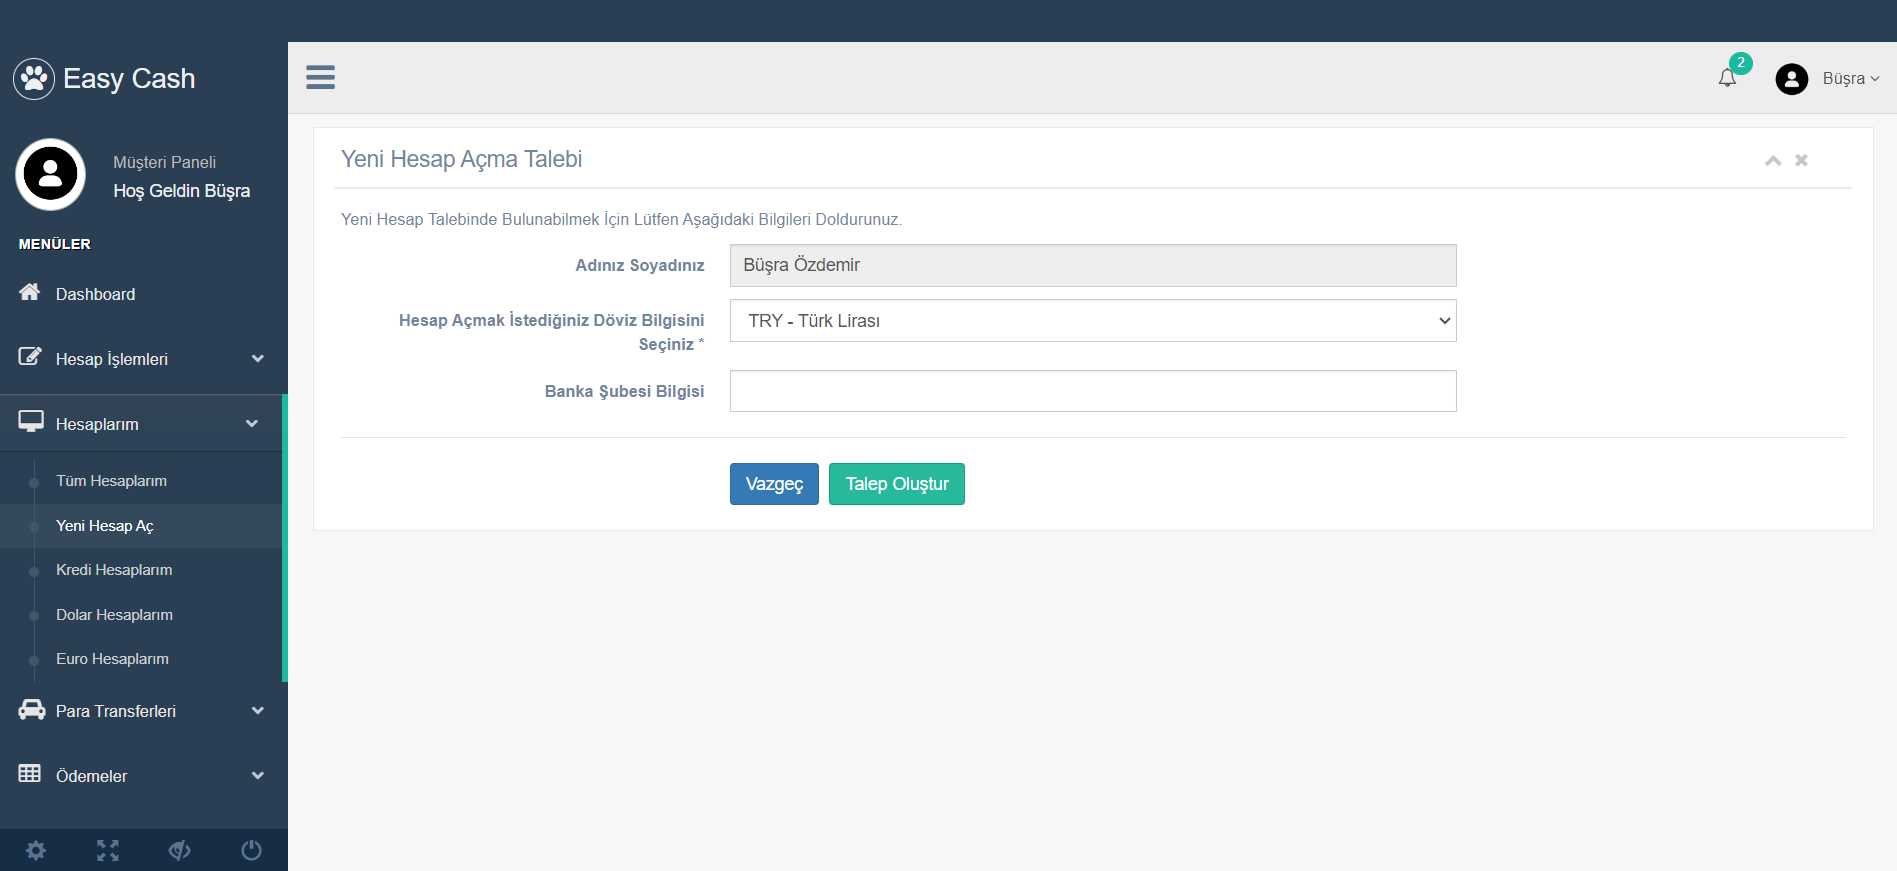 Easy Cash
2
Büşra
Müşteri Paneli
Hoş Geldin Büşra
MENÜLER
Dashboard
Hesap İşlemleri
Hesaplarım
Tüm Hesaplarım
Yeni Hesap Aç
Kredi Hesaplarım
Dolar Hesaplarım
Euro Hesaplarım
Para Transferleri
Ödemeler
Yeni Hesap Açma Talebi
Yeni Hesap Talebinde Bulunabilmek İçin Lütfen Aşağıdaki Bilgileri Doldurunuz.
Adınız Soyadınız
Büşra Özdemir
Hesap Açmak İstediğiniz Döviz Bilgisini
Seçiniz *
TRY - Türk Lirası
Banka Şubesi Bilgisi
Vazgeç
Talep Oluştur